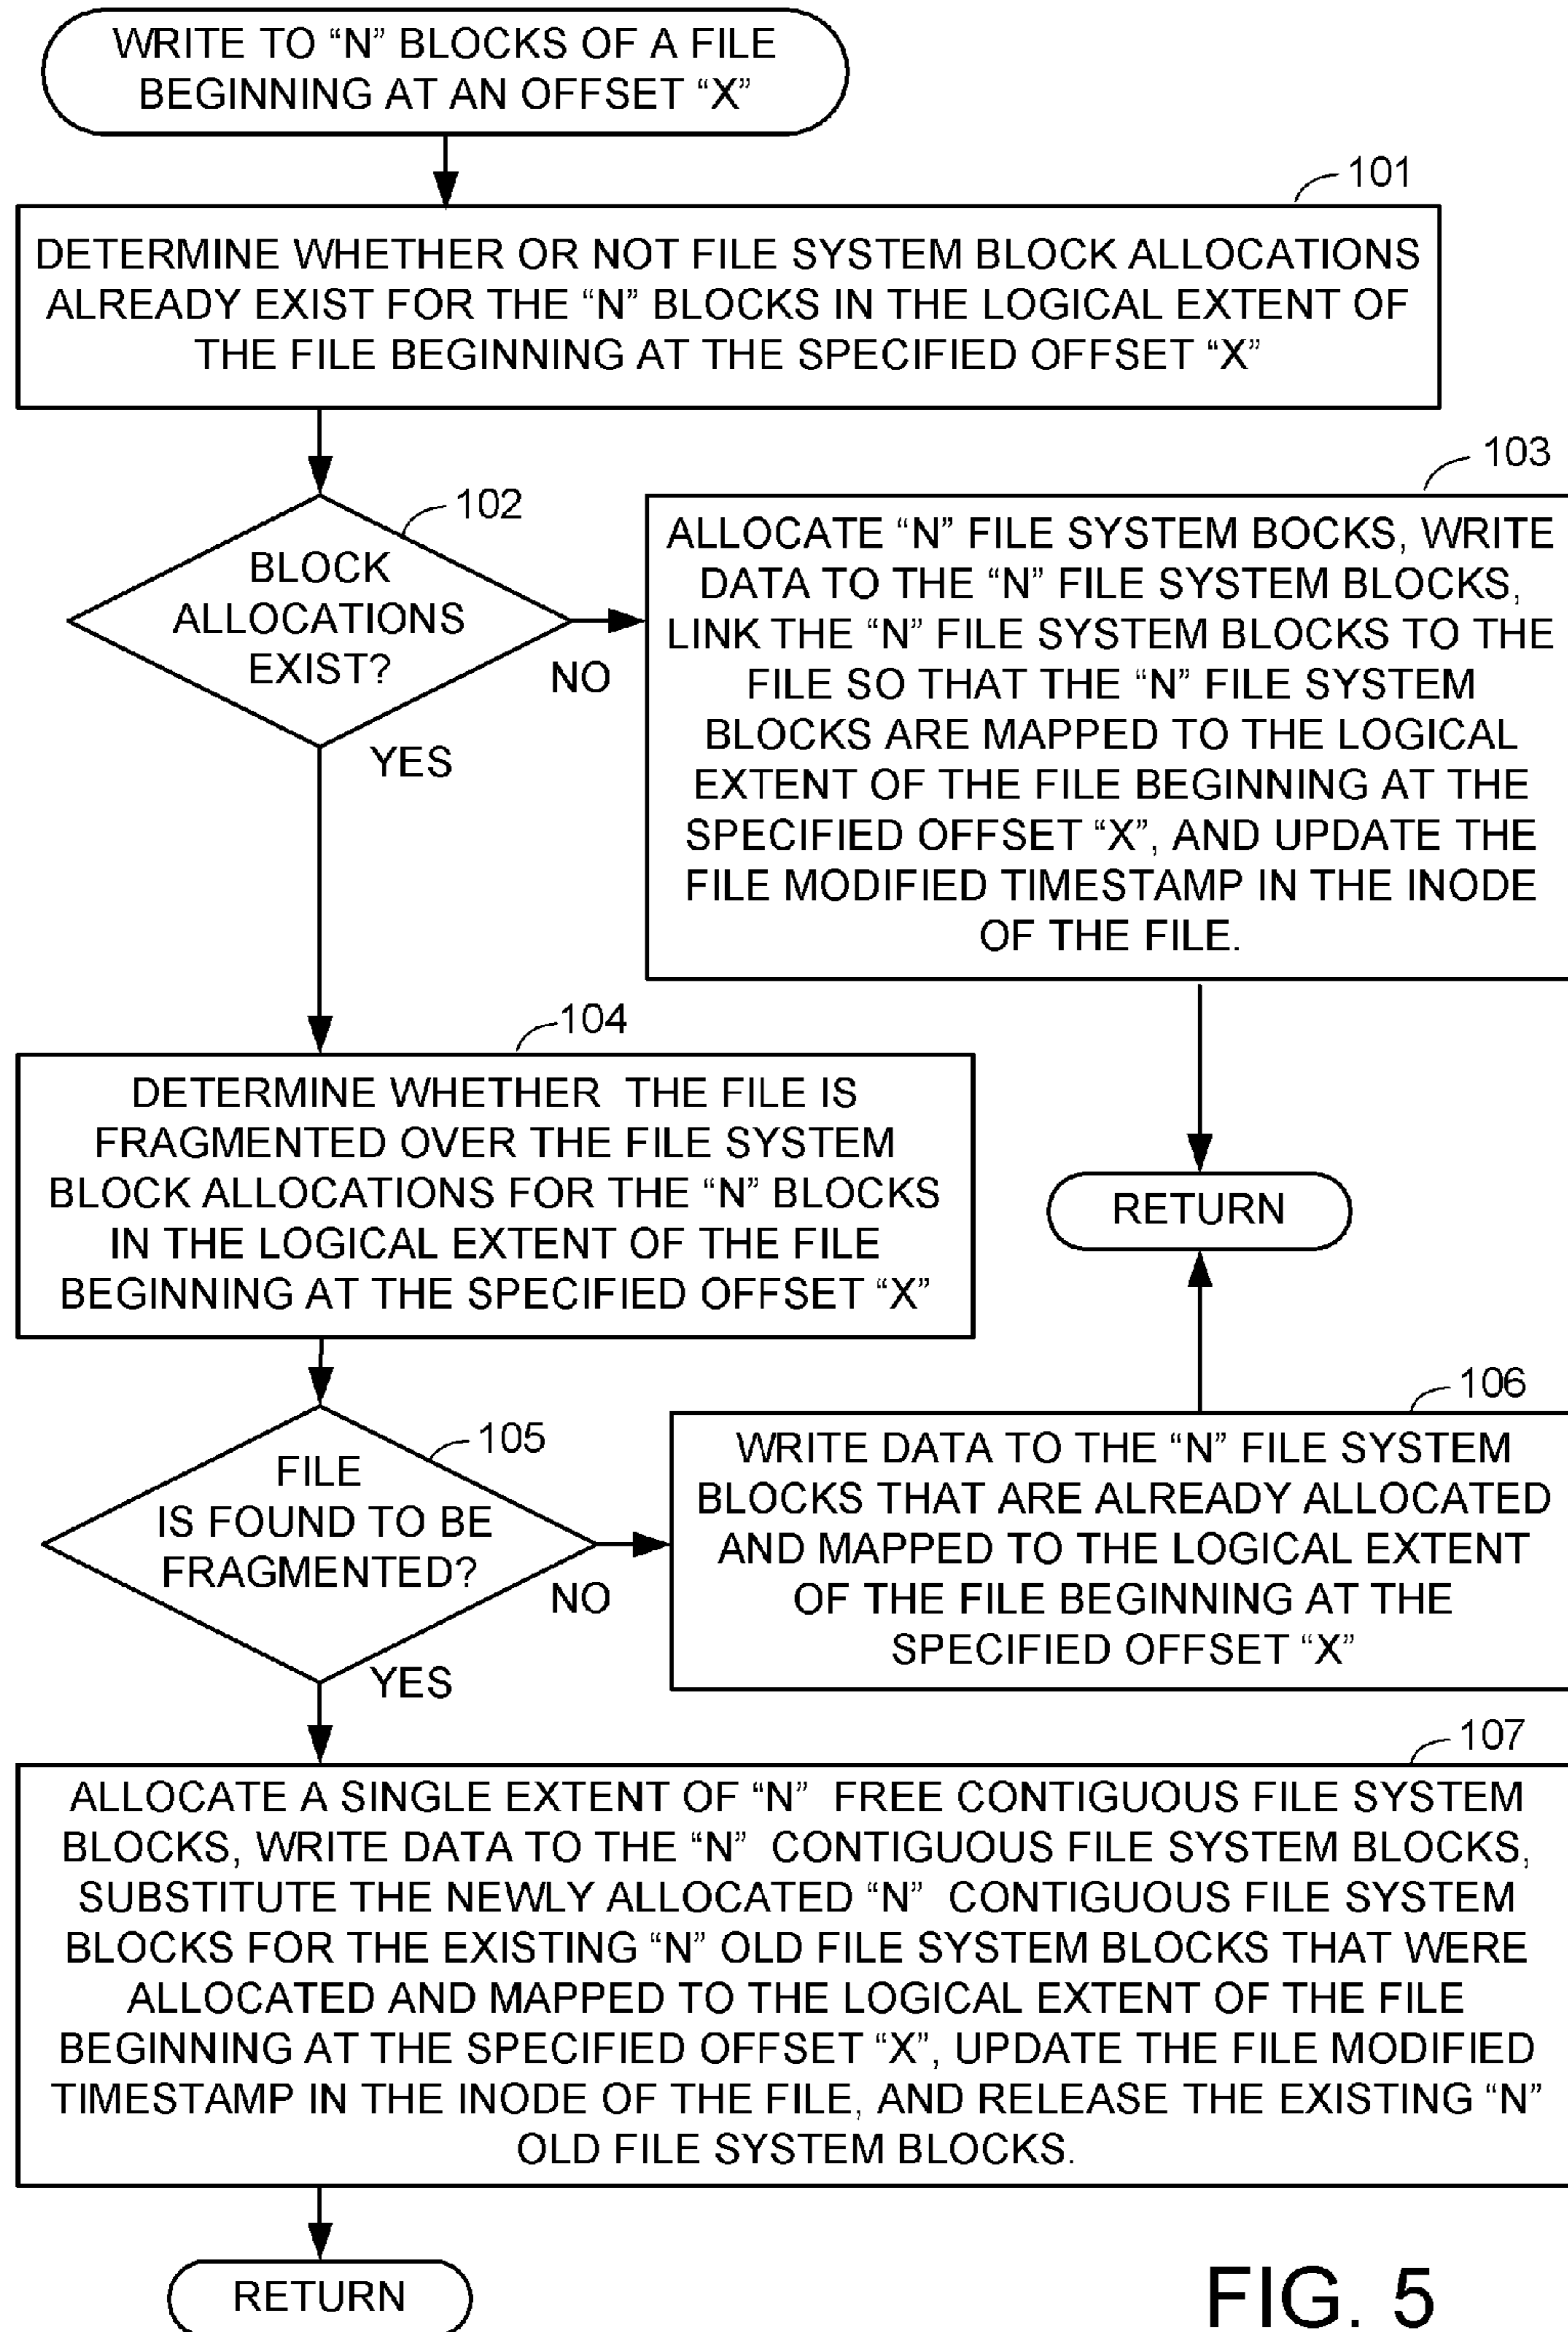 WRITE TO “N” BLOCKS OF A FILE
BEGINNING AT AN OFFSET “X”
101
DETERMINE WHETHER OR NOT FILE SYSTEM BLOCK ALLOCATIONS
ALREADY EXIST FOR THE “N” BLOCKS IN THE LOGICAL EXTENT OF
THE FILE BEGINNING AT THE SPECIFIED OFFSET “X”
102
BLOCK
ALLOCATIONS
EXIST?
NO
YES
103
ALLOCATE “N” FILE SYSTEM BOCKS, WRITE
DATA TO THE “N” FILE SYSTEM BLOCKS,
LINK THE “N” FILE SYSTEM BLOCKS TO THE
FILE SO THAT THE “N” FILE SYSTEM
BLOCKS ARE MAPPED TO THE LOGICAL
EXTENT OF THE FILE BEGINNING AT THE
SPECIFIED OFFSET “X”, AND UPDATE THE
FILE MODIFIED TIMESTAMP IN THE INODE
OF THE FILE.
104
DETERMINE WHETHER THE FILE IS
FRAGMENTED OVER THE FILE SYSTEM
BLOCK ALLOCATIONS FOR THE “N” BLOCKS
IN THE LOGICAL EXTENT OF THE FILE
BEGINNING AT THE SPECIFIED OFFSET “X”
RETURN
105
FILE
IS FOUND TO BE
FRAGMENTED?
NO
YES
106
WRITE DATA TO THE “N” FILE SYSTEM
BLOCKS THAT ARE ALREADY ALLOCATED
AND MAPPED TO THE LOGICAL EXTENT
OF THE FILE BEGINNING AT THE
SPECIFIED OFFSET “X”
107
ALLOCATE A SINGLE EXTENT OF “N” FREE CONTIGUOUS FILE SYSTEM
BLOCKS, WRITE DATA TO THE “N” CONTIGUOUS FILE SYSTEM BLOCKS,
SUBSTITUTE THE NEWLY ALLOCATED “N” CONTIGUOUS FILE SYSTEM
BLOCKS FOR THE EXISTING “N” OLD FILE SYSTEM BLOCKS THAT WERE
ALLOCATED AND MAPPED TO THE LOGICAL EXTENT OF THE FILE
BEGINNING AT THE SPECIFIED OFFSET “X”, UPDATE THE FILE MODIFIED
TIMESTAMP IN THE INODE OF THE FILE, AND RELEASE THE EXISTING “N”
OLD FILE SYSTEM BLOCKS.
RETURN
FIG. 5